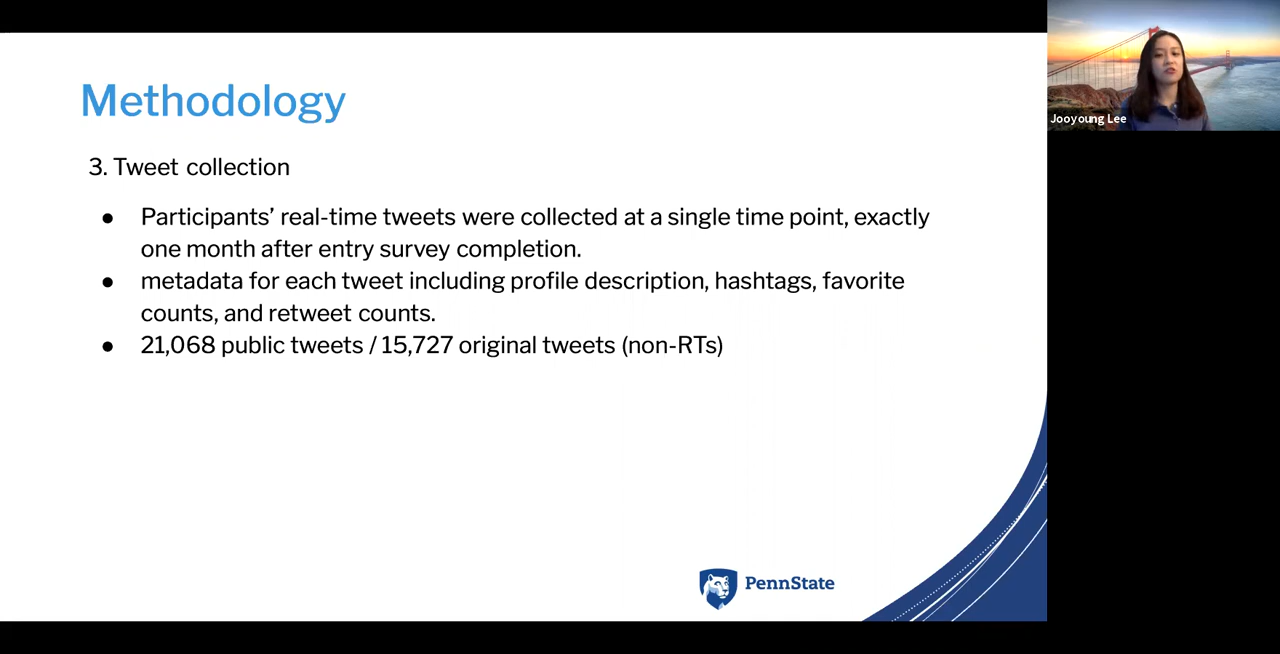 Methodology
3. Tweet collection
● Participants’ real-time tweets were collected at a single time point, exactly
one month after entry survey completion.
● metadata for each tweet including profile description, hashtags, favorite
counts, and retweet counts.
● 21,068 public tweets / 15,727 original tweets (non-RTs)
PennState
Jooyoung Lee